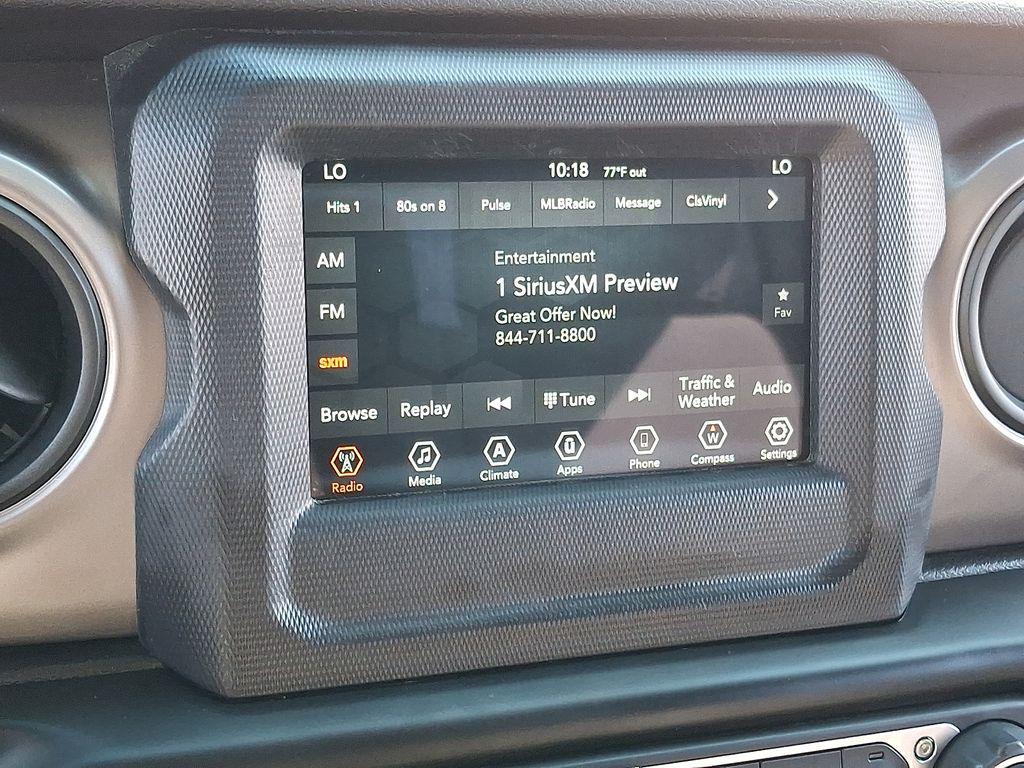 LO 10:18 77°F out LO
Hits 1 80s on 8 Pulse MLBRadio Message ClsVinyl
AM
Entertainment
1 SiriusXM Preview
FM
Great Offer Now!
844-711-8800
Fav
sxm
Browse Replay Tune Traffic & Weather Audio
Radio Media A Climate ü Apps Phone W Compass Settings